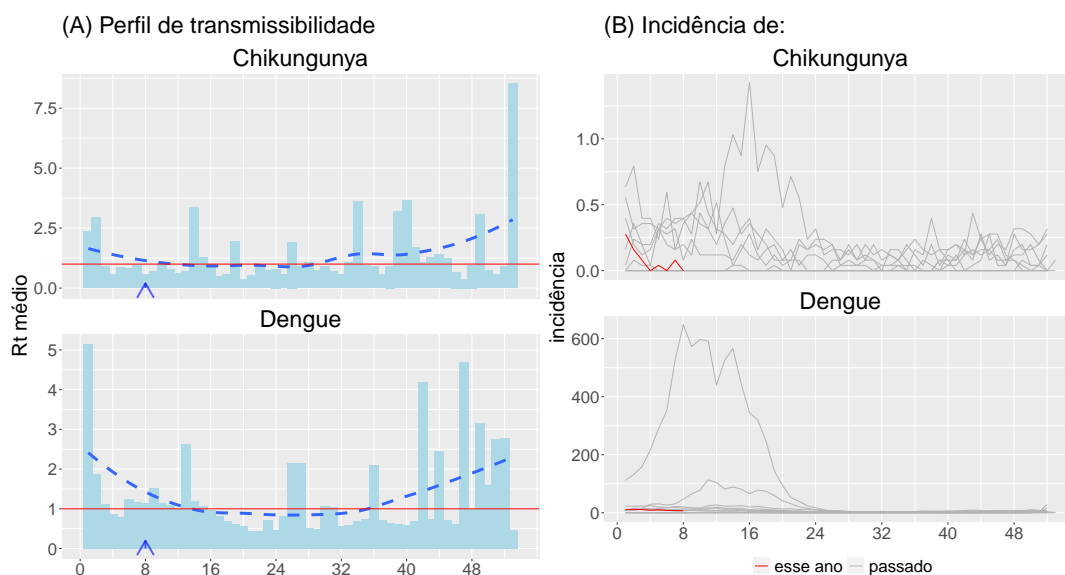 (A) Perfil de transmissibilidade
Chikungunya
7.5
5.0
2.5
0.0
Dengue
5
4
3
2
1
0
0 8 16 24 32 40 48
Rt médio
(B) Incidência de:
Chikungunya
1.0
0.5
0.0
Dengue
600
400
200
0
0 8 16 24 32 40 48
incidência
esse ano passado